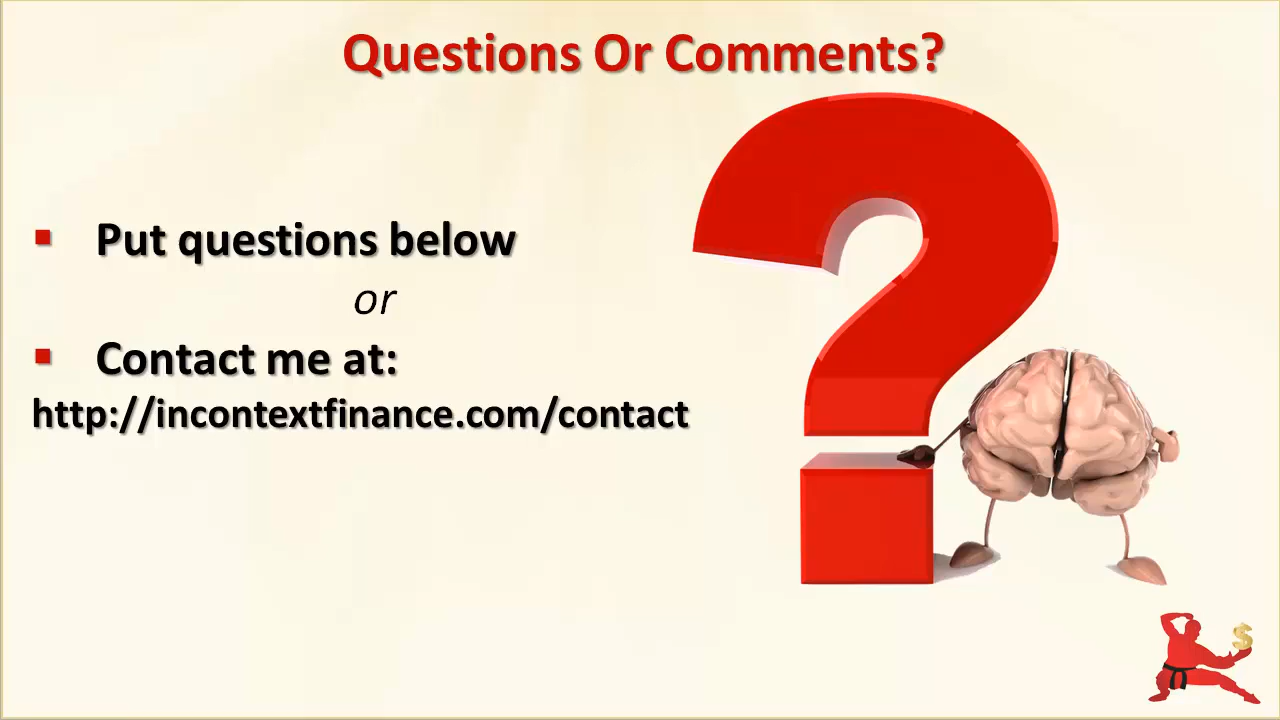 Questions Or Comments?
Put questions below
or
Contact me at:
http://incontextfinance.com/contact